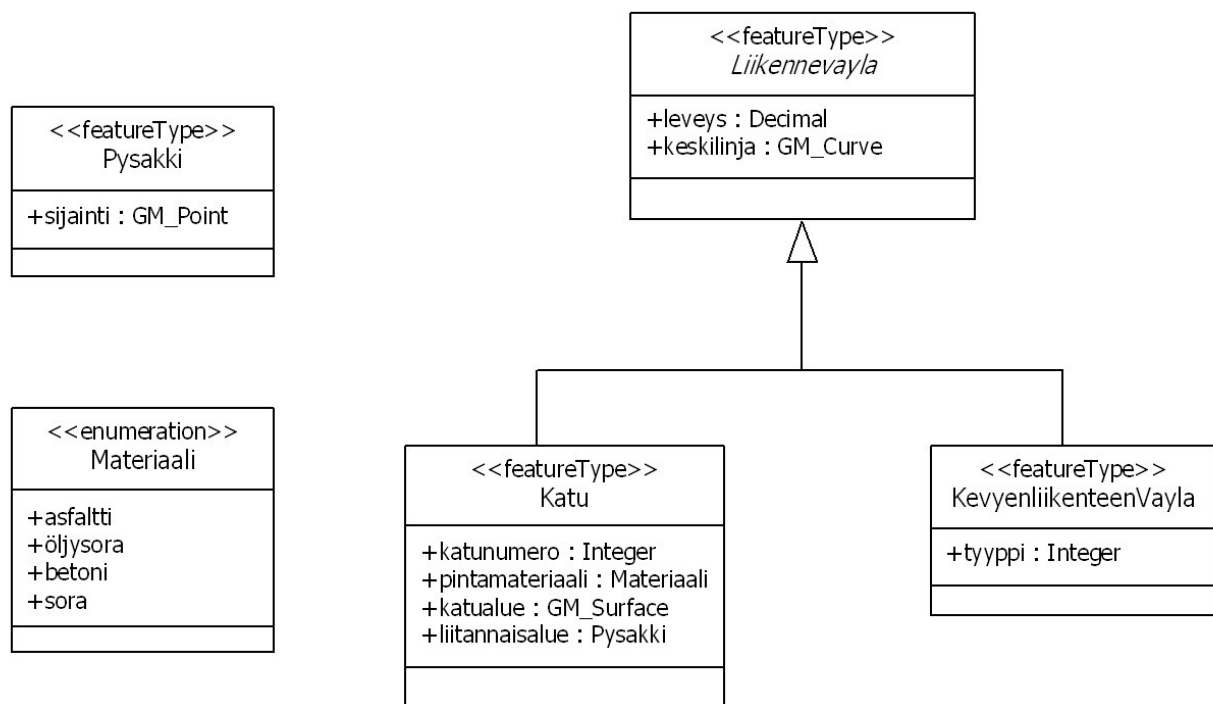 <<featureType>>
Liikennevayla
+leveys : Decimal
+keskilinja : GM_Curve
<<featureType>>
Pysakki
+sijainti : GM_Point
<<enumeration>>
Materiaali
+asfaltti
+öljysora
+betoni
+sora
<<featureType>>
Katu
+katunumero : Integer
+pintamateriaali : Materiaali
+katualue : GM_Surface
+liitannaisalue : Pysakki
<<featureType>>
KevyenliikenteenVayla
+tyyppi : Integer